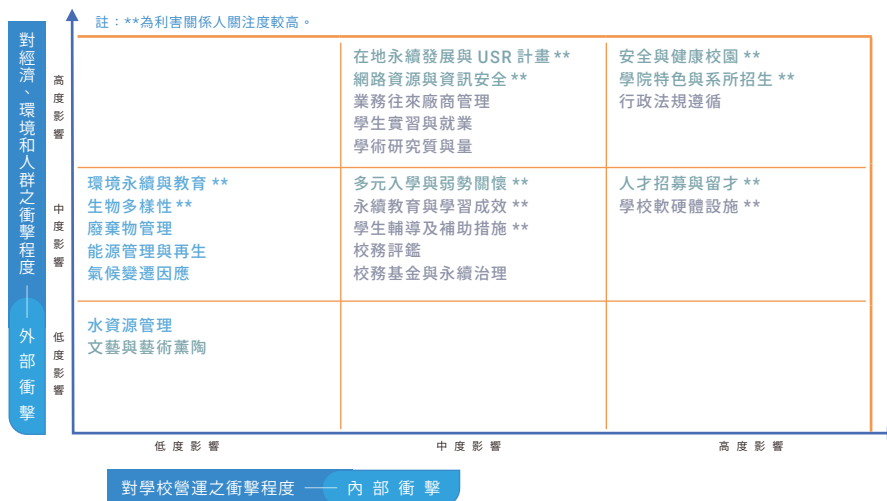 註：**為利害關係人關注度較高。
對經濟、環境和人群之衝擊程度──外部衝擊
高度影響
在地永續發展與 USR 計畫 **
網路資源與資訊安全 **
業務往來廠商管理
學生實習與就業
學術研究質與量
安全與健康校園 **
學院特色與系所招生 **
行政法規遵循
中度影響
環境永續與教育 **
生物多樣性 **
廢棄物管理
能源管理與再生
氣候變遷因應
多元入學與弱勢關懷 **
永續教育與學習成效 **
學生輔導及補助措施 **
校務評鑑
校務基金與永續治理
人才招募與留才 **
學校軟硬體設施 **
低度影響
水資源管理
文藝與藝術薰陶
低度影響
中度影響
高度影響
對學校營運之衝擊程度──內部衝擊